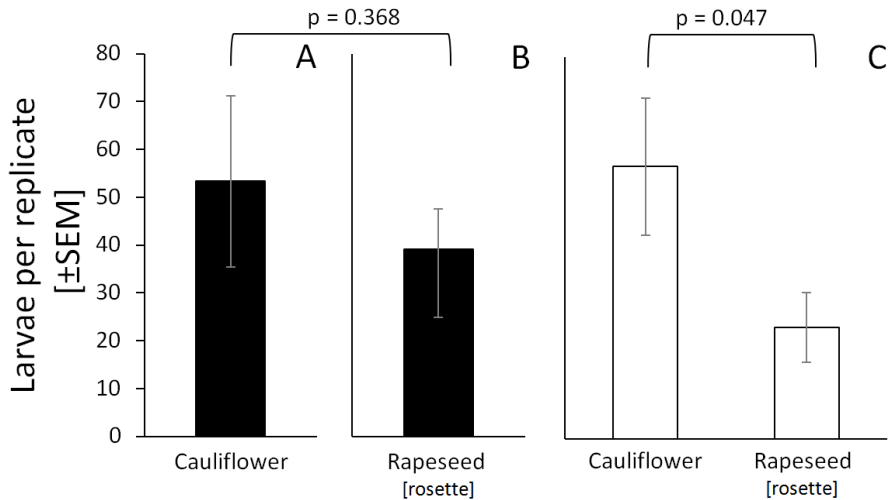 p = 0.368
p = 0.047
A
B
C
80
70
60
50
40
30
20
10
0
Larvae per replicate
[±SEM]
Cauliflower
Rapeseed
[rosette]
Cauliflower
Rapeseed
[rosette]